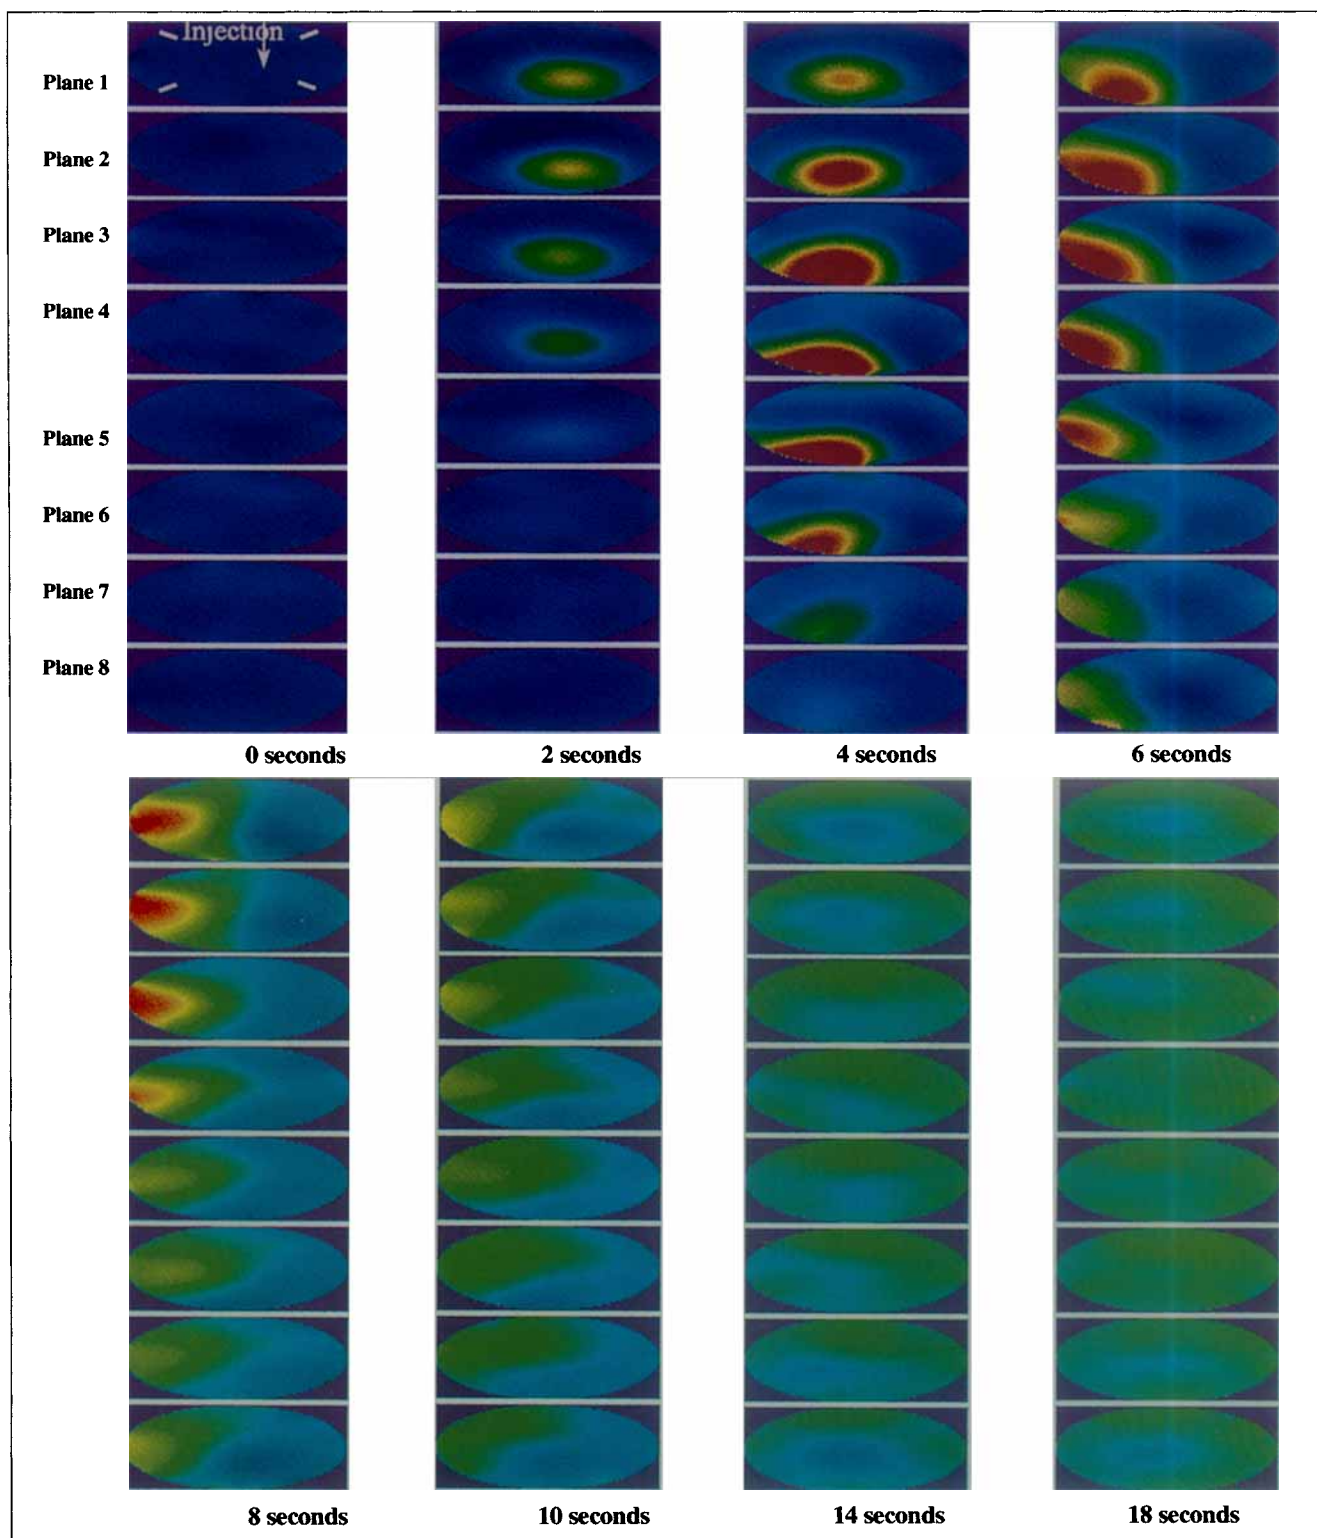 Injection
Plane 1
Plane 2
Plane 3
Plane 4
Plane 5
Plane 6
Plane 7
Plane 8
0 seconds
2 seconds
4 seconds
6 seconds
8 seconds
10 seconds
14 seconds
18 seconds